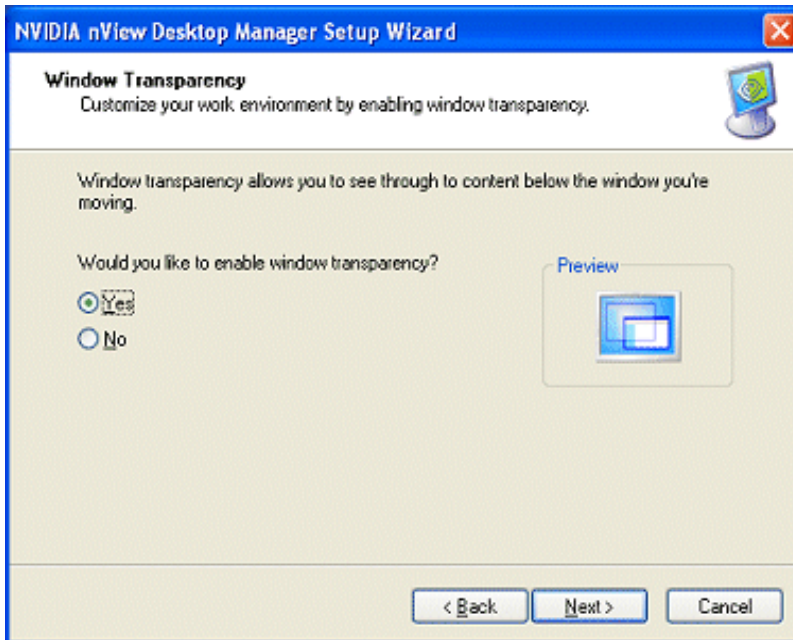 NVIDIA nView Desktop Manager Setup Wizard
Window Transparency
Customize your work environment by enabling window transparency.
Window transparency allows you to see through to content below the window you're
moving.
Would you like to enable window transparency?
Preview
Yes
No
< Back
Next >
Cancel